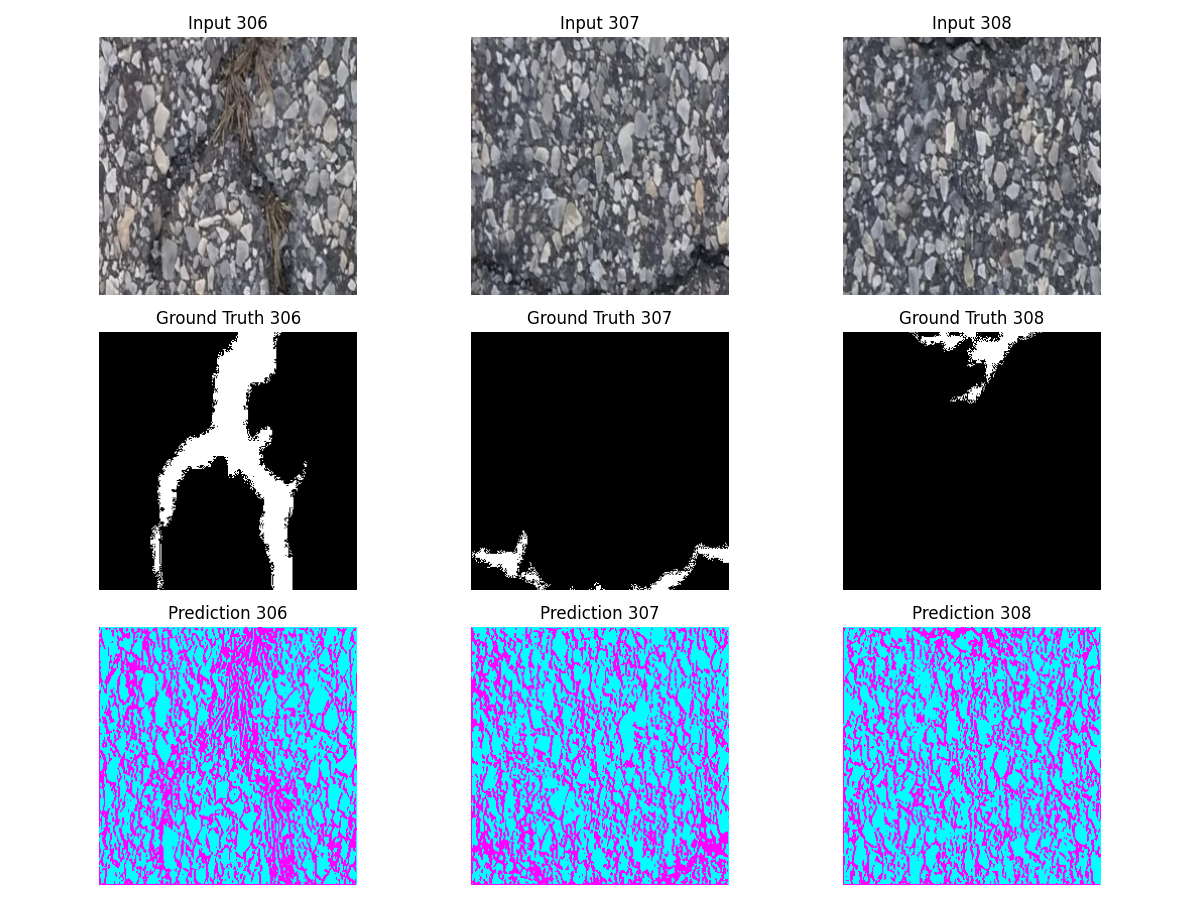 Input 306
Input 307
Input 308
Ground Truth 306
Ground Truth 307
Ground Truth 308
Prediction 306
Prediction 307
Prediction 308